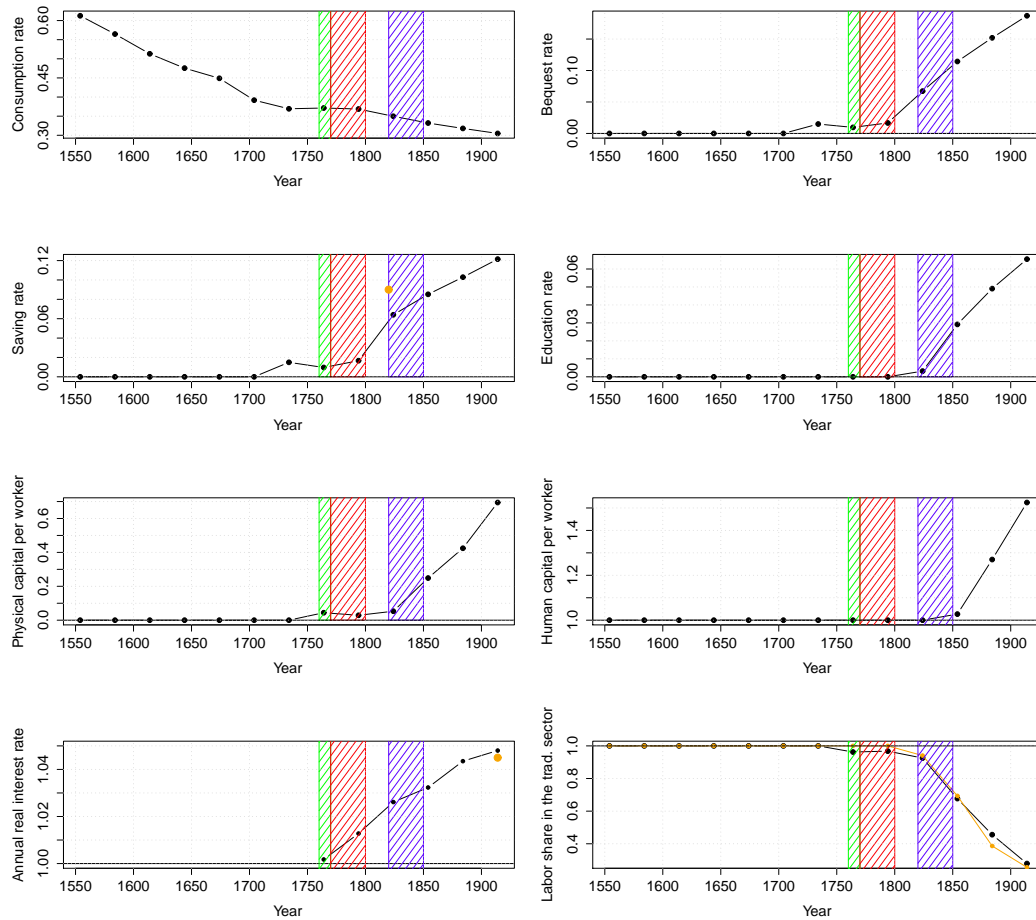 Consumption rate
0.30 0.45 0.60
1550 1600 1650 1700 1750 1800 1850 1900
Year
Bequest rate
0.00 0.10
1550 1600 1650 1700 1750 1800 1850 1900
Year
Saving rate
0.00 0.06 0.12
1550 1600 1650 1700 1750 1800 1850 1900
Year
Education rate
0.00 0.03 0.06
1550 1600 1650 1700 1750 1800 1850 1900
Year
Physical capital per worker
0.0 0.2 0.4 0.6
1550 1600 1650 1700 1750 1800 1850 1900
Year
Human capital per worker
1.0 1.2 1.4
1550 1600 1650 1700 1750 1800 1850 1900
Year
Annual real interest rate
1.00 1.02 1.04
1550 1600 1650 1700 1750 1800 1850 1900
Year
Labor share in the trad. sector
0.4 0.6 0.8 1.0
1550 1600 1650 1700 1750 1800 1850 1900
Year